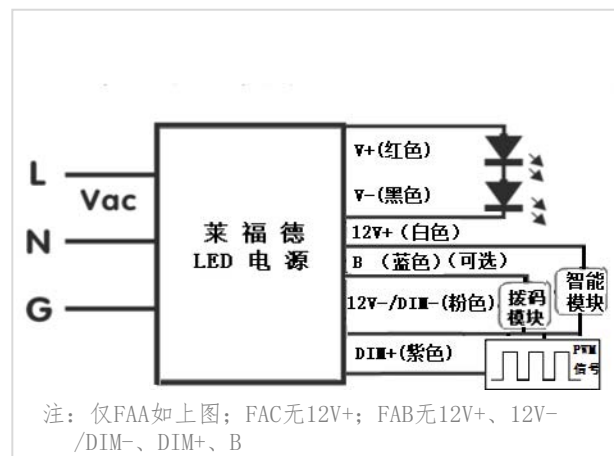 L
Vac
N
G
莱福德
LED 电源
V+(红色)
V-(黑色)
12V+(白色)
B (蓝色)(可选)
12V-/DIM-(粉色)
DIM+(紫色)
拨码
模块
智能
模块
PWM
信号
注：仅FAA如上图；FAC无12V+；FAB无12V+、12V-
/DIM-、DIM+、B